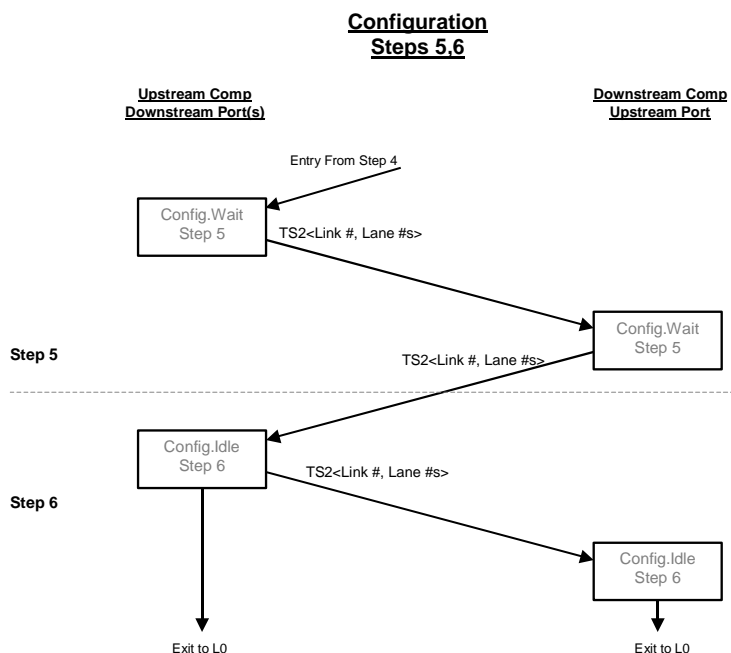 Configuration
Steps 5,6
Upstream Comp
Downstream Port(s)
Downstream Comp
Upstream Port
Entry From Step 4
Config.Wait
Step 5
TS2<Link #, Lane #s>
Config.Wait
Step 5
Step 5
TS2<Link #, Lane #s>
Config.Idle
Step 6
TS2<Link #, Lane #s>
Step 6
Config.Idle
Step 6
Exit to L0
Exit to L0